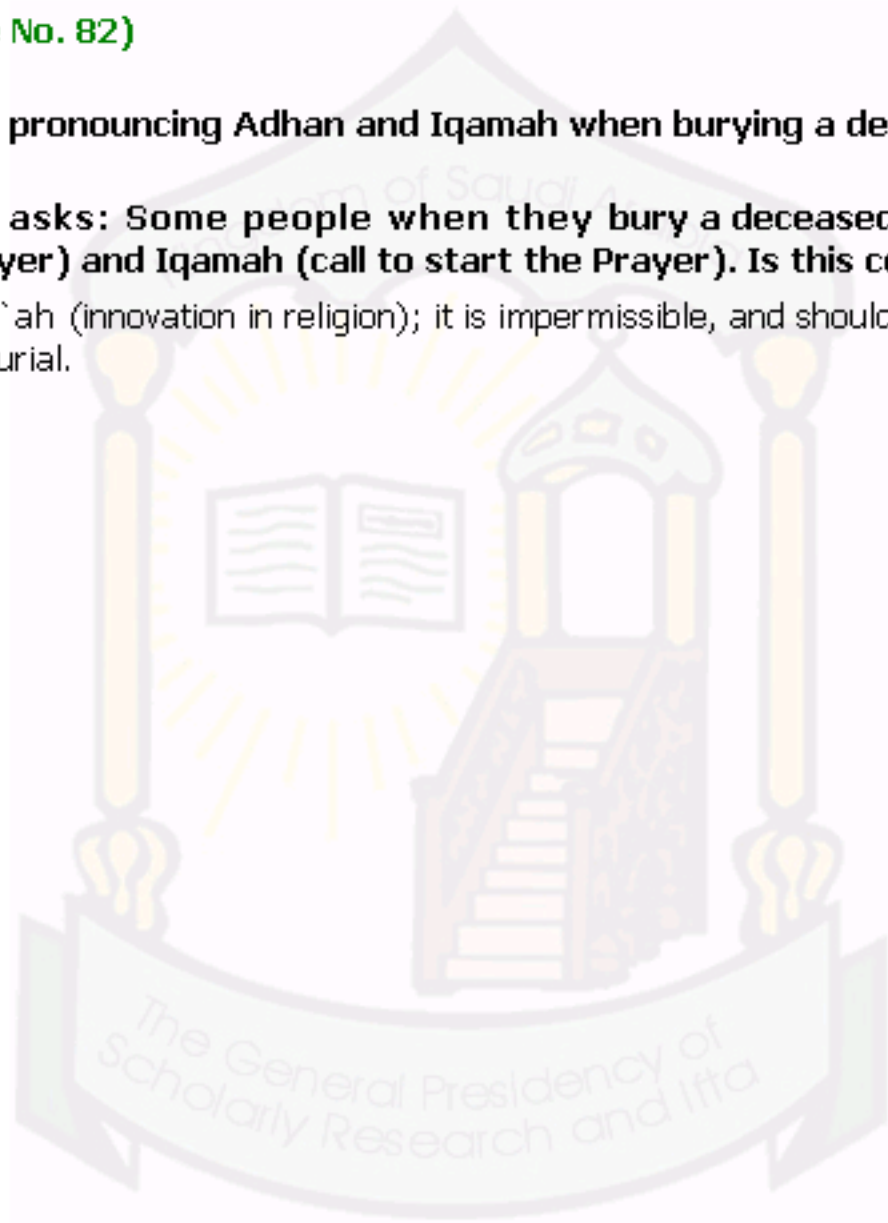 No. 82)
pronouncing Adhan and Iqamah when burying a de
asks: Some people when they bury a deceased
yer) and Iqamah (call to start the Prayer). Is this c
`ah (innovation in religion); it is impermissible, and should
urial.
Kingdom of Saudi Arabia
The General Presidency of
Scholarly Research and Ifta